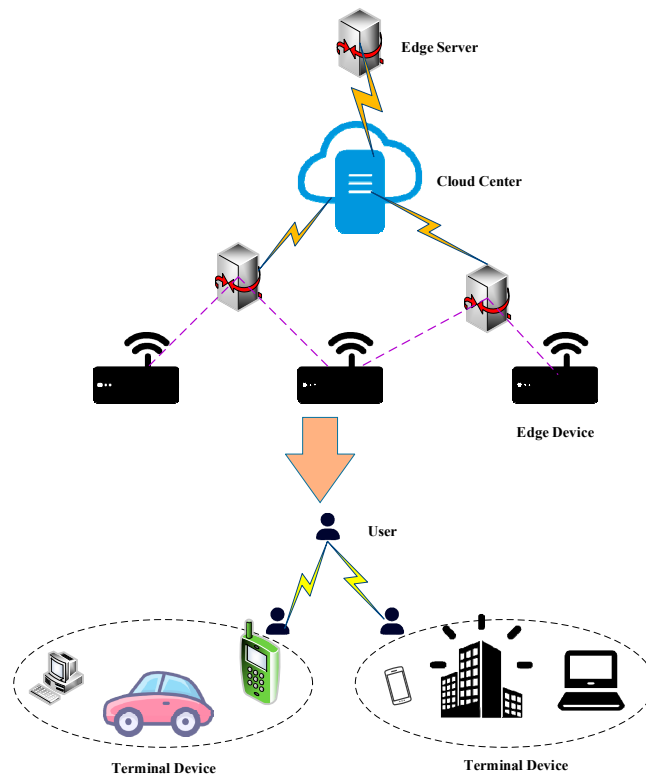 Edge Server
Cloud Center
Edge Device
User
Terminal Device
Terminal Device